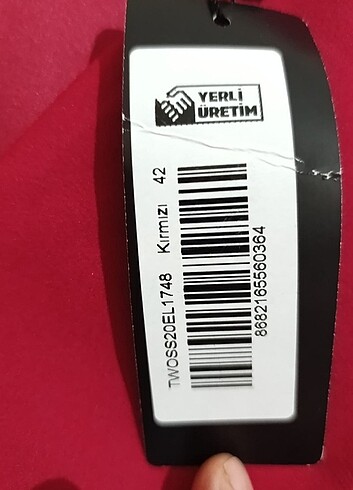 YERLİ
ÜRETİM
TWOSS20EL1748 Kırmızı 42
8682165560364